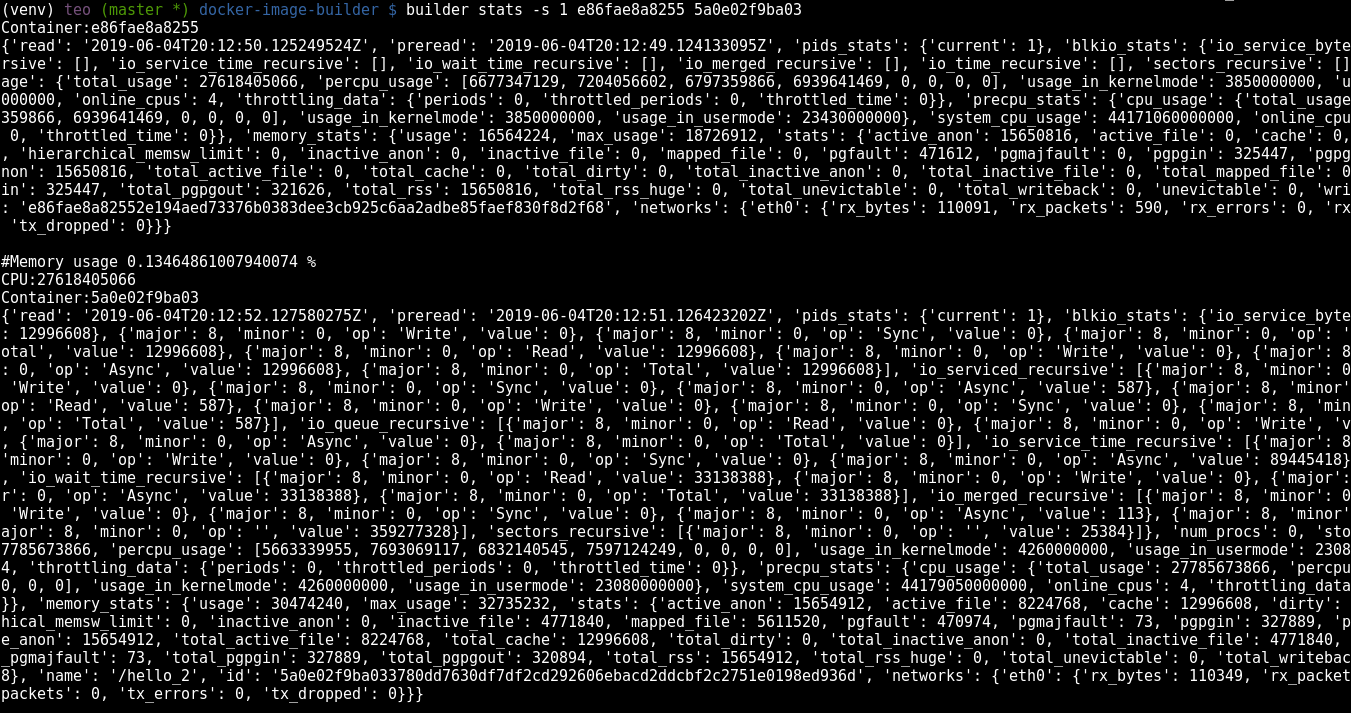 (venv) teo (master *) docker-image-builder $ builder stats -s 1 e86fae8a8255 5a0e02f9ba03
Container:e86fae8a8255
{'read': '2019-06-04T20:12:50.125249524Z', 'preread': '2019-06-04T20:12:49.124133095Z', 'pids_stats': {'current': 1}, 'blkio_stats': {'io_service_byte
rsive': [], 'io_service_time_recursive': [], 'io_wait_time_recursive': [], 'io_merged_recursive': [], 'io_time_recursive': [], 'sectors_recursive': []
age': {'total_usage': 27618405066, 'percpu_usage': [6677347129, 7204056602, 6797359866, 6939641469, 0, 0, 0, 0], 'usage_in_kernelmode': 3850000000, 'u
000000, 'online_cpus': 4, 'throttling_data': {'periods': 0, 'throttled_periods': 0, 'throttled_time': 0}}, 'precpu_stats': {'cpu_usage': {'total_usage
359866, 6939641469, 0, 0, 0, 0], 'usage_in_kernelmode': 3850000000, 'usage_in_usermode': 23430000000}, 'system_cpu_usage': 44171060000000, 'online_cpu
 0, 'throttled_time': 0}}, 'memory_stats': {'usage': 16564224, 'max_usage': 18726912, 'stats': {'active_anon': 15650816, 'active_file': 0, 'cache': 0,
, 'hierarchical_memsw_limit': 0, 'inactive_anon': 0, 'inactive_file': 0, 'mapped_file': 0, 'pgfault': 471612, 'pgmajfault': 0, 'pgpgin': 325447, 'pgpg
non': 15650816, 'total_active_file': 0, 'total_cache': 0, 'total_dirty': 0, 'total_inactive_anon': 0, 'total_inactive_file': 0, 'total_mapped_file': 0
in': 325447, 'total_pgpgout': 321626, 'total_rss': 15650816, 'total_rss_huge': 0, 'total_unevictable': 0, 'total_writeback': 0, 'unevictable': 0, 'wri
: 'e86fae8a82552e194aed73376b0383dee3cb925c6aa2adbe85faef830f8d2f68', 'networks': {'eth0': {'rx_bytes': 110091, 'rx_packets': 590, 'rx_errors': 0, 'rx
 'tx_dropped': 0}}}
#Memory usage 0.13464861007940074 %
CPU:27618405066
Container:5a0e02f9ba03
{'read': '2019-06-04T20:12:52.127580275Z', 'preread': '2019-06-04T20:12:51.126423202Z', 'pids_stats': {'current': 1}, 'blkio_stats': {'io_service_byte
: 12996608}, {'major': 8, 'minor': 0, 'op': 'Write', 'value': 0}, {'major': 8, 'minor': 0, 'op': 'Sync', 'value': 0}, {'major': 8, 'minor': 0, 'op': '
otal', 'value': 12996608}, {'major': 8, 'minor': 0, 'op': 'Read', 'value': 12996608}, {'major': 8, 'minor': 0, 'op': 'Write', 'value': 0}, {'major': 8
: 0, 'op': 'Async', 'value': 12996608}, {'major': 8, 'minor': 0, 'op': 'Total', 'value': 12996608}], 'io_serviced_recursive': [{'major': 8, 'minor': 0
'Write', 'value': 0}, {'major': 8, 'minor': 0, 'op': 'Sync', 'value': 0}, {'major': 8, 'minor': 0, 'op': 'Async', 'value': 587}, {'major': 8, 'minor'
op': 'Read', 'value': 587}, {'major': 8, 'minor': 0, 'op': 'Write', 'value': 0}, {'major': 8, 'minor': 0, 'op': 'Sync', 'value': 0}, {'major': 8, 'min
, 'op': 'Total', 'value': 587}], 'io_queue_recursive': [{'major': 8, 'minor': 0, 'op': 'Read', 'value': 0}, {'major': 8, 'minor': 0, 'op': 'Write', 'v
, {'major': 8, 'minor': 0, 'op': 'Async', 'value': 0}, {'major': 8, 'minor': 0, 'op': 'Total', 'value': 0}], 'io_service_time_recursive': [{'major': 8
'minor': 0, 'op': 'Write', 'value': 0}, {'major': 8, 'minor': 0, 'op': 'Sync', 'value': 0}, {'major': 8, 'minor': 0, 'op': 'Async', 'value': 89445418}
, 'io_wait_time_recursive': [{'major': 8, 'minor': 0, 'op': 'Read', 'value': 33138388}, {'major': 8, 'minor': 0, 'op': 'Write', 'value': 0}, {'major':
r': 0, 'op': 'Async', 'value': 33138388}, {'major': 8, 'minor': 0, 'op': 'Total', 'value': 33138388}], 'io_merged_recursive': [{'major': 8, 'minor': 0
'Write', 'value': 0}, {'major': 8, 'minor': 0, 'op': 'Sync', 'value': 0}, {'major': 8, 'minor': 0, 'op': 'Async', 'value': 113}, {'major': 8, 'minor'
ajor': 8, 'minor': 0, 'op': '', 'value': 359277328}], 'sectors_recursive': [{'major': 8, 'minor': 0, 'op': '', 'value': 25384}]}, 'num_procs': 0, 'sto
7785673866, 'percpu_usage': [5663339955, 7693069117, 6832140545, 7597124249, 0, 0, 0, 0], 'usage_in_kernelmode': 4260000000, 'usage_in_usermode': 2308
4, 'throttling_data': {'periods': 0, 'throttled_periods': 0, 'throttled_time': 0}}, 'precpu_stats': {'cpu_usage': {'total_usage': 27785673866, 'percpu
0, 0, 0], 'usage_in_kernelmode': 4260000000, 'usage_in_usermode': 23080000000}, 'system_cpu_usage': 44179050000000, 'online_cpus': 4, 'throttling_data
}}, 'memory_stats': {'usage': 30474240, 'max_usage': 32735232, 'stats': {'active_anon': 15654912, 'active_file': 8224768, 'cache': 12996608, 'dirty':
hical_memsw_limit': 0, 'inactive_anon': 0, 'inactive_file': 4771840, 'mapped_file': 5611520, 'pgfault': 470974, 'pgmajfault': 73, 'pgpgin': 327889, 'p
e_anon': 15654912, 'total_active_file': 8224768, 'total_cache': 12996608, 'total_dirty': 0, 'total_inactive_anon': 0, 'total_inactive_file': 4771840,
_pgmajfault': 73, 'total_pgpgin': 327889, 'total_pgpgout': 320894, 'total_rss': 15654912, 'total_rss_huge': 0, 'total_unevictable': 0, 'total_writebac
8}, 'name': '/hello_2', 'id': '5a0e02f9ba033780dd7630df7df2cd292606ebacd2ddcbf2c2751e0198ed936d', 'networks': {'eth0': {'rx_bytes': 110349, 'rx_packet
packets': 0, 'tx_errors': 0, 'tx_dropped': 0}}}